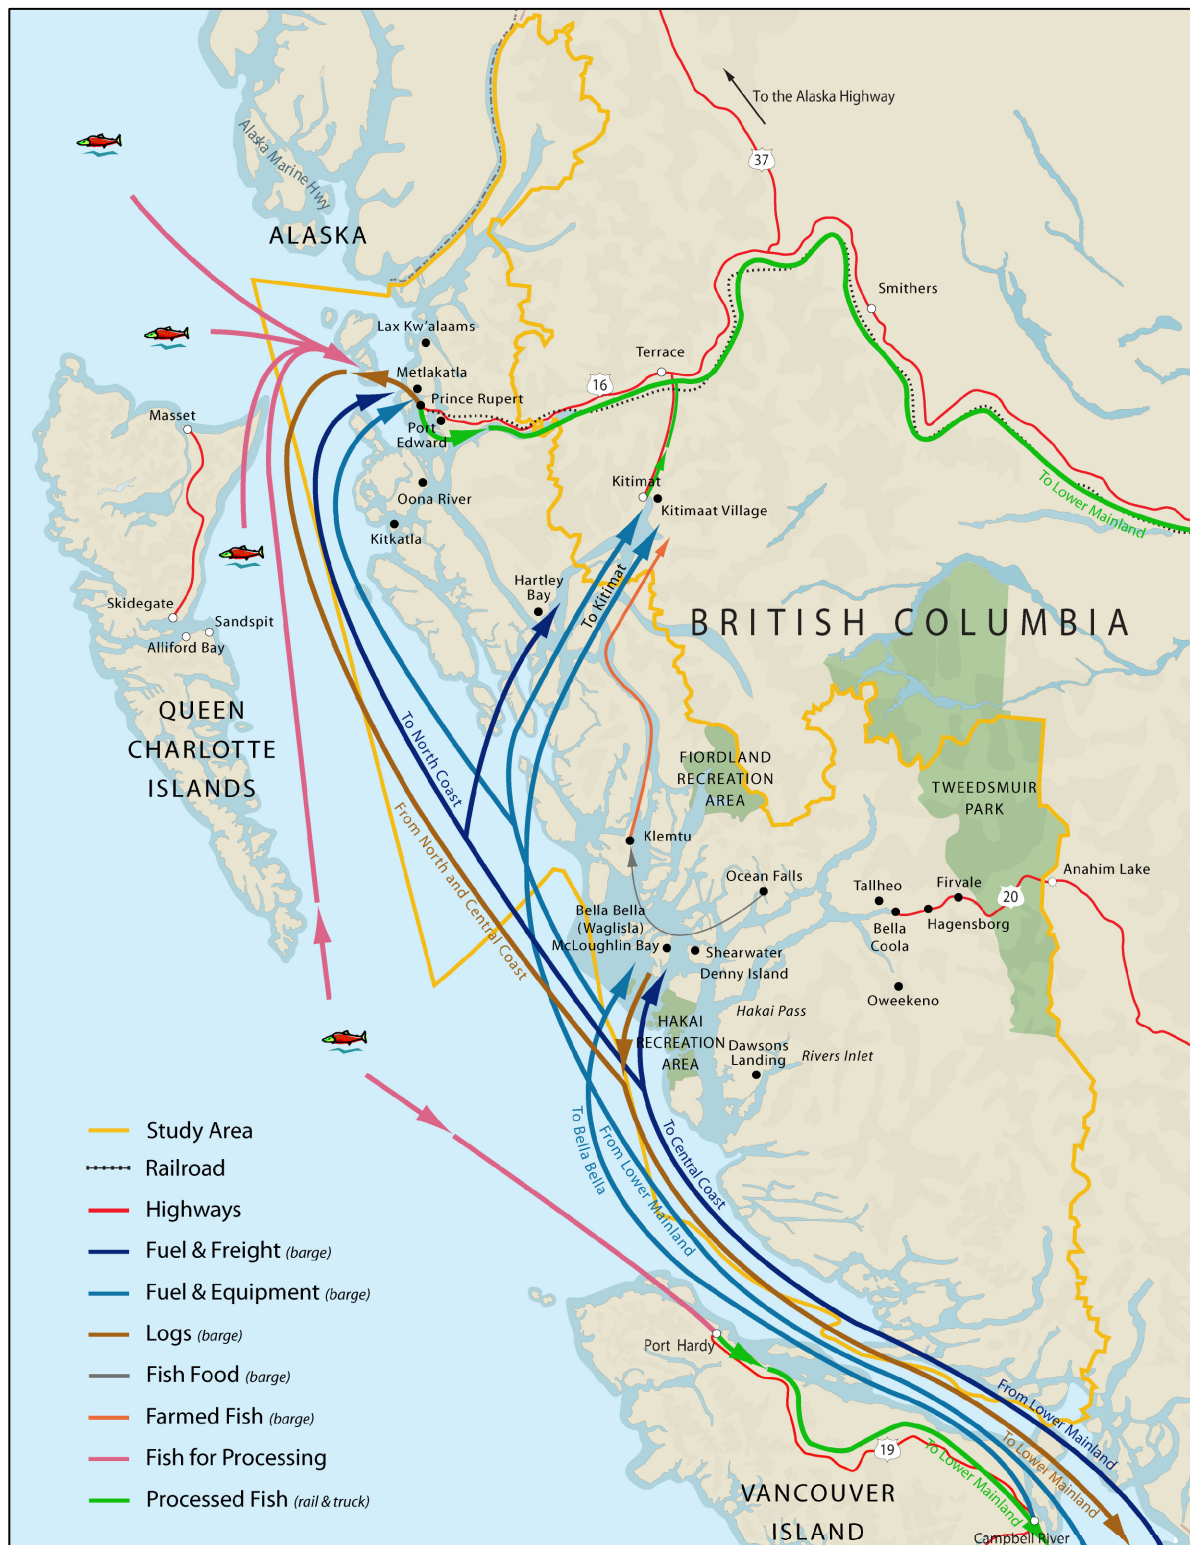 To the Alaska Highway
37
Alaska Marine Hwy
ALASKA
Smithers
Lax Kw'alaams
Terrace
Metlakatla
16
Prince Rupert
Masset
Port
Edward
Kitimat
To Lower Mainland
Oona River
Kitimaat Village
Kitkatla
To Kitimat
Hartley
Bay
Skidegate
Sandspit
Alliford Bay
BRITISH COLUMBIA
QUEEN
CHARLOTTE
ISLANDS
To North Coast
FIORDLAND
RECREATION
AREA
TWEEDSMUIR
PARK
From North and Central Coast
Klemtu
Anahim Lake
Ocean Falls
Tallheo
Firvale
20
Bella Bella
(Waglisla)
McLoughlin Bay
Bella
Coola
Hagensborg
Shearwater
Denny Island
Oweekeno
Hakai Pass
HAKAI
RECREATION
AREA
Dawsons
Landing
Rivers Inlet
To Bella Bella
From Lower Mainland
To Central Coast
Study Area
Railroad
Highways
Fuel & Freight (barge)
Fuel & Equipment (barge)
Logs (barge)
Fish Food (barge)
Farmed Fish (barge)
Fish for Processing
Processed Fish (rail & truck)
Port Hardy
From Lower Mainland
To Lower Mainland
To Lower Mainland
19
VANCOUVER
ISLAND
Campbell River